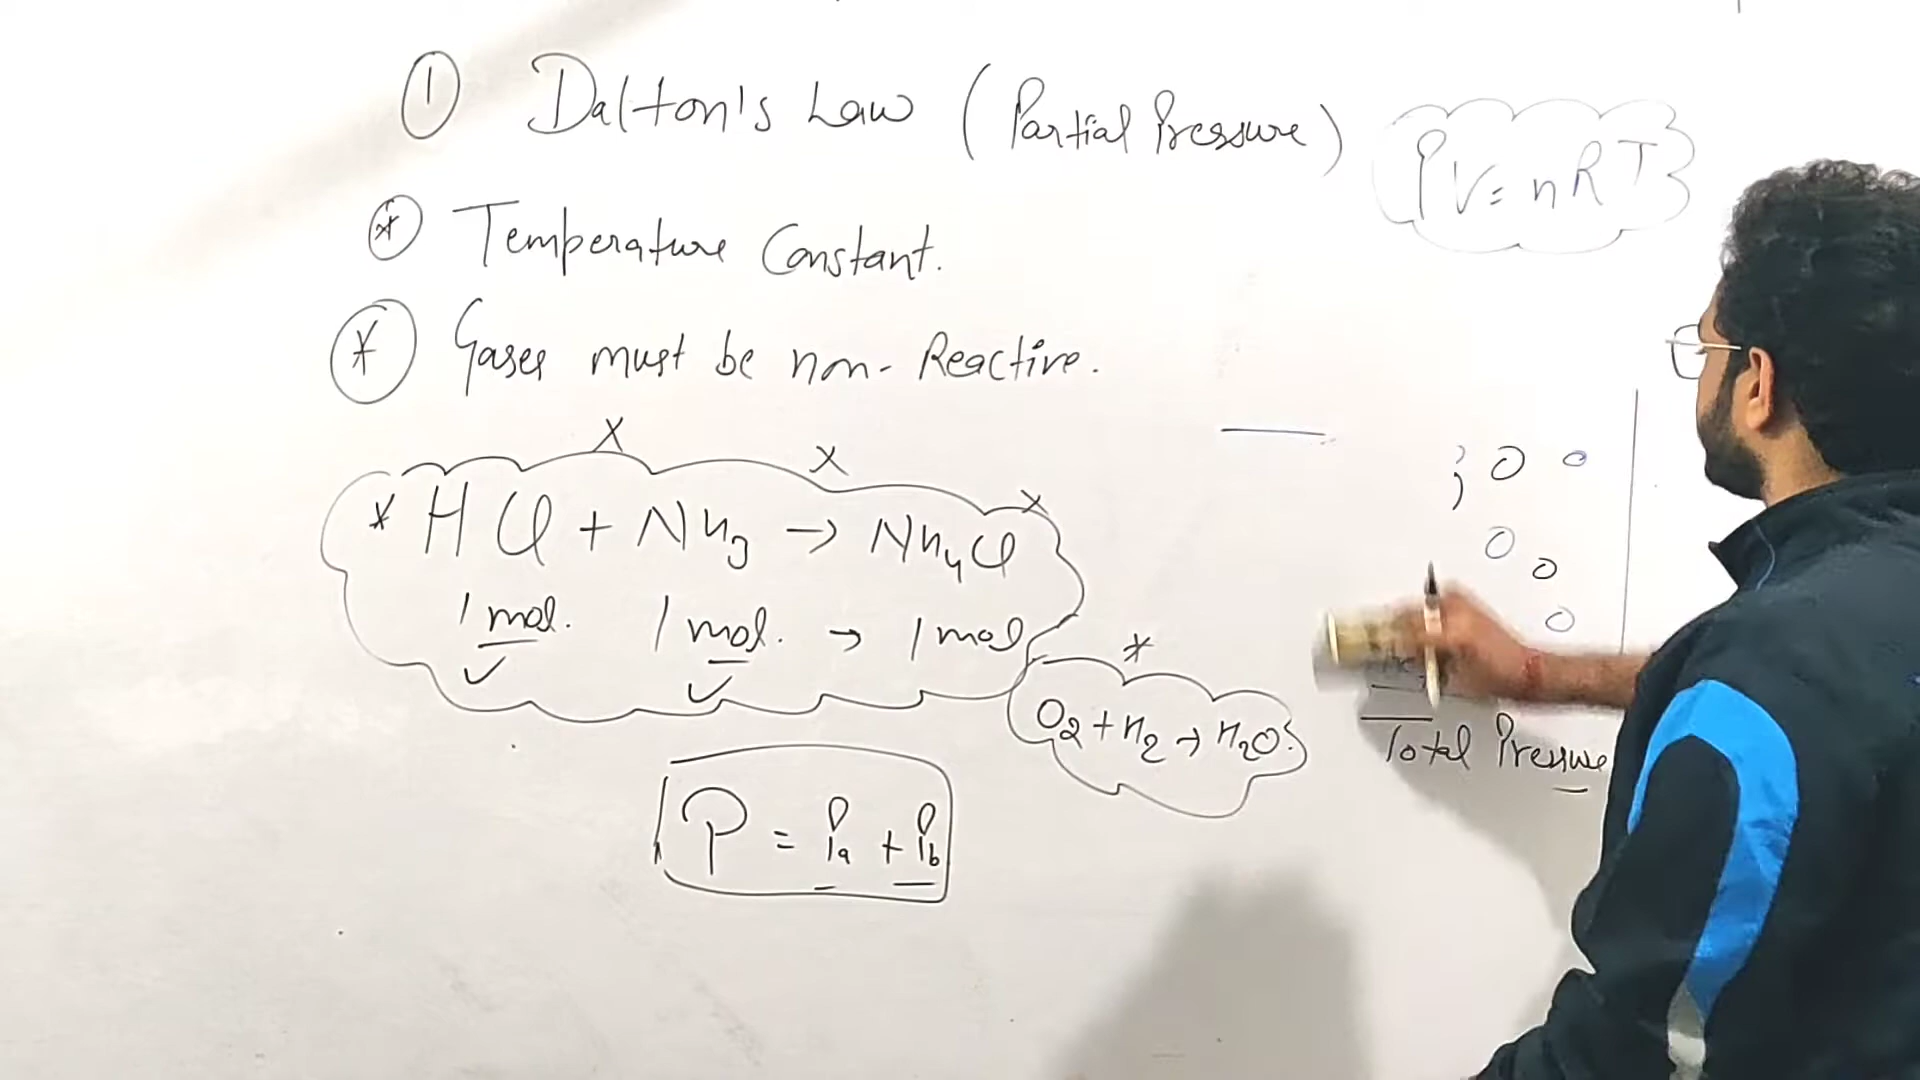 ① Dalton's Law (Partial Pressure)
PV = nRT
* Temperature Constant.
* Gases must be non-Reactive.
x x x
* HCl + NH3 → NH4Cl
1 mol. 1 mol. → 1 mol
*
O2 + H2 → H2O
Total Pressure
P = Pa + Pb